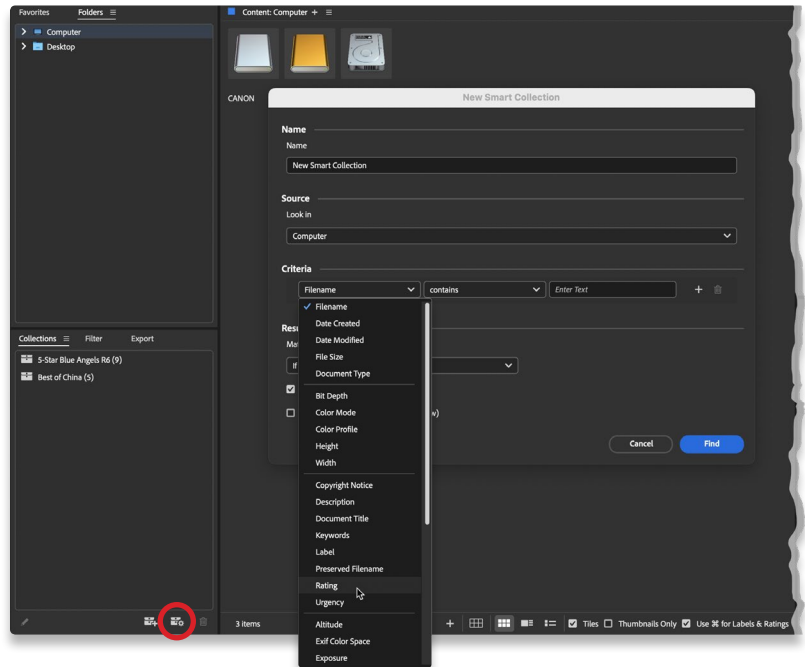 Favorites Folders
Computer
Desktop
Content: Computer
CANON
New Smart Collection
Name
Name
New Smart Collection
Source
Look in
Computer
Criteria
Filename contains Enter Text
Filename
Date Created
Date Modified
File Size
Document Type
Bit Depth
Color Mode
Color Profile
Height
Width
Copyright Notice
Description
Document Title
Keywords
Label
Preserved Filename
Rating
Urgency
Altitude
Exif Color Space
Exposure
If
Cancel Find
Collections Filter Export
5-Star Blue Angels R6 (9)
Best of China (5)
3 items
Tiles Thumbnails Only Use ⌘ for Labels & Ratings